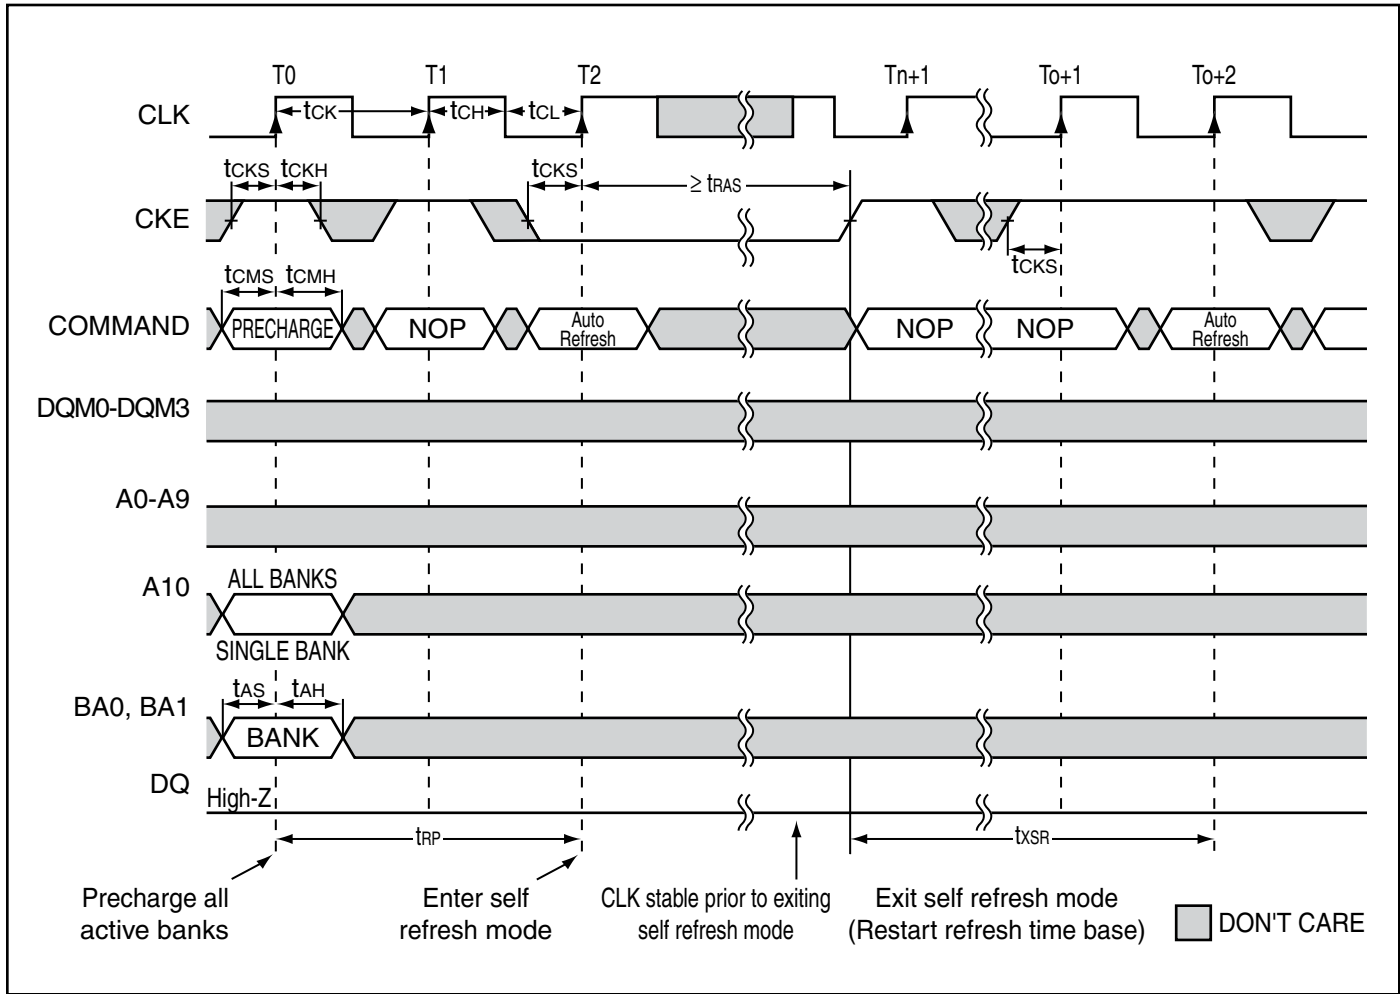 T0 T1 T2 Tn+1 To+1 To+2
CLK
tCK tCH tCL
tCKS tCKH tCKS ≥ tRAS
CKE
tCKS
tCMS tCMH
COMMAND
PRECHARGE NOP Auto Refresh NOP NOP Auto Refresh
DQM0-DQM3
A0-A9
A10
ALL BANKS
SINGLE BANK
tAS tAH
BA0, BA1
BANK
DQ
High-Z
tRP tXSR
Precharge all
active banks
Enter self
refresh mode
CLK stable prior to exiting
self refresh mode
Exit self refresh mode
(Restart refresh time base)
DON'T CARE